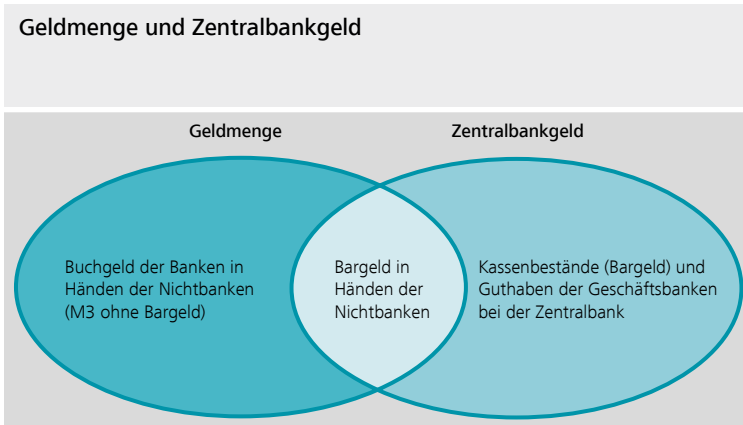 Geldmenge und Zentralbankgeld
Geldmenge
Zentralbankgeld
Buchgeld der Banken in
Händen der Nichtbanken
(M3 ohne Bargeld)
Bargeld in
Händen der
Nichtbanken
Kassenbestände (Bargeld) und
Guthaben der Geschäftsbanken
bei der Zentralbank